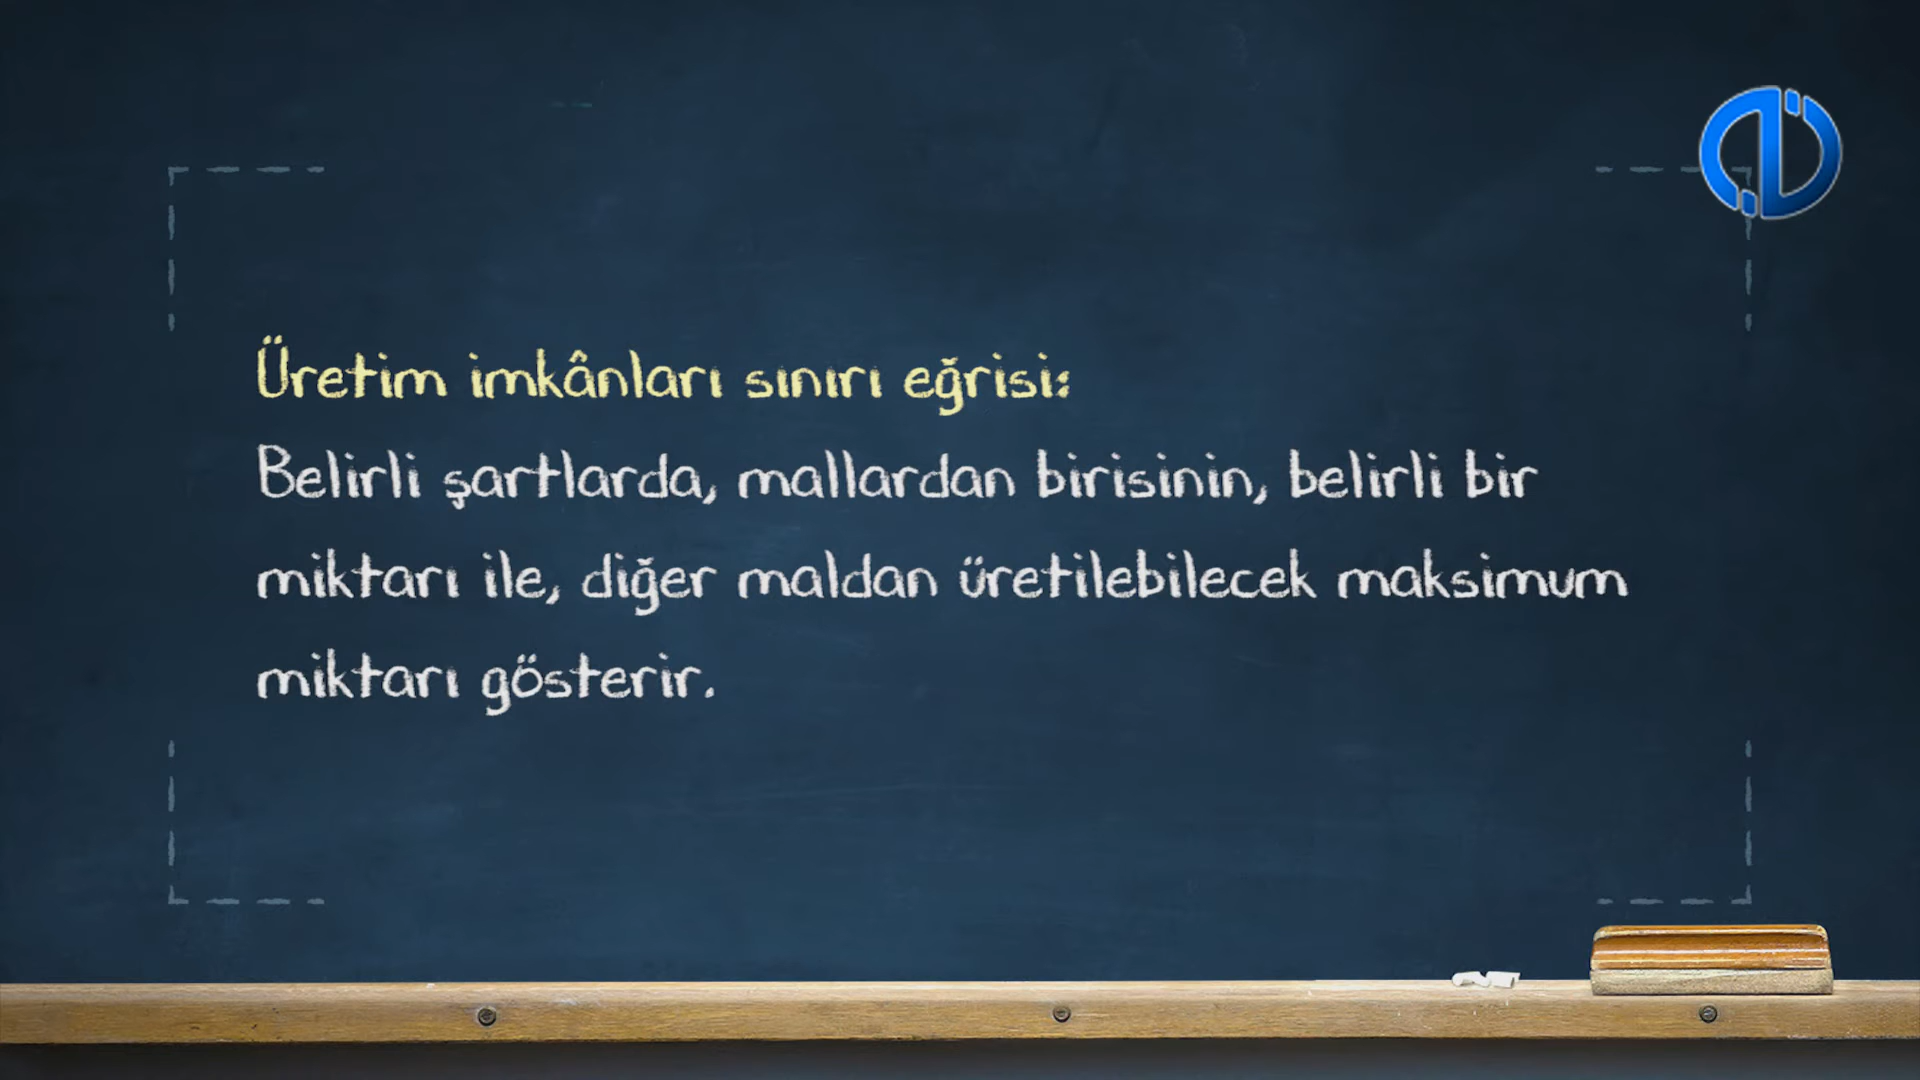 Üretim imkânları sınırı eğrisi:
Belirli şartlarda, mallardan birisinin, belirli bir
miktarı ile, diğer maldan üretilebilecek maksimum
miktarı gösterir.